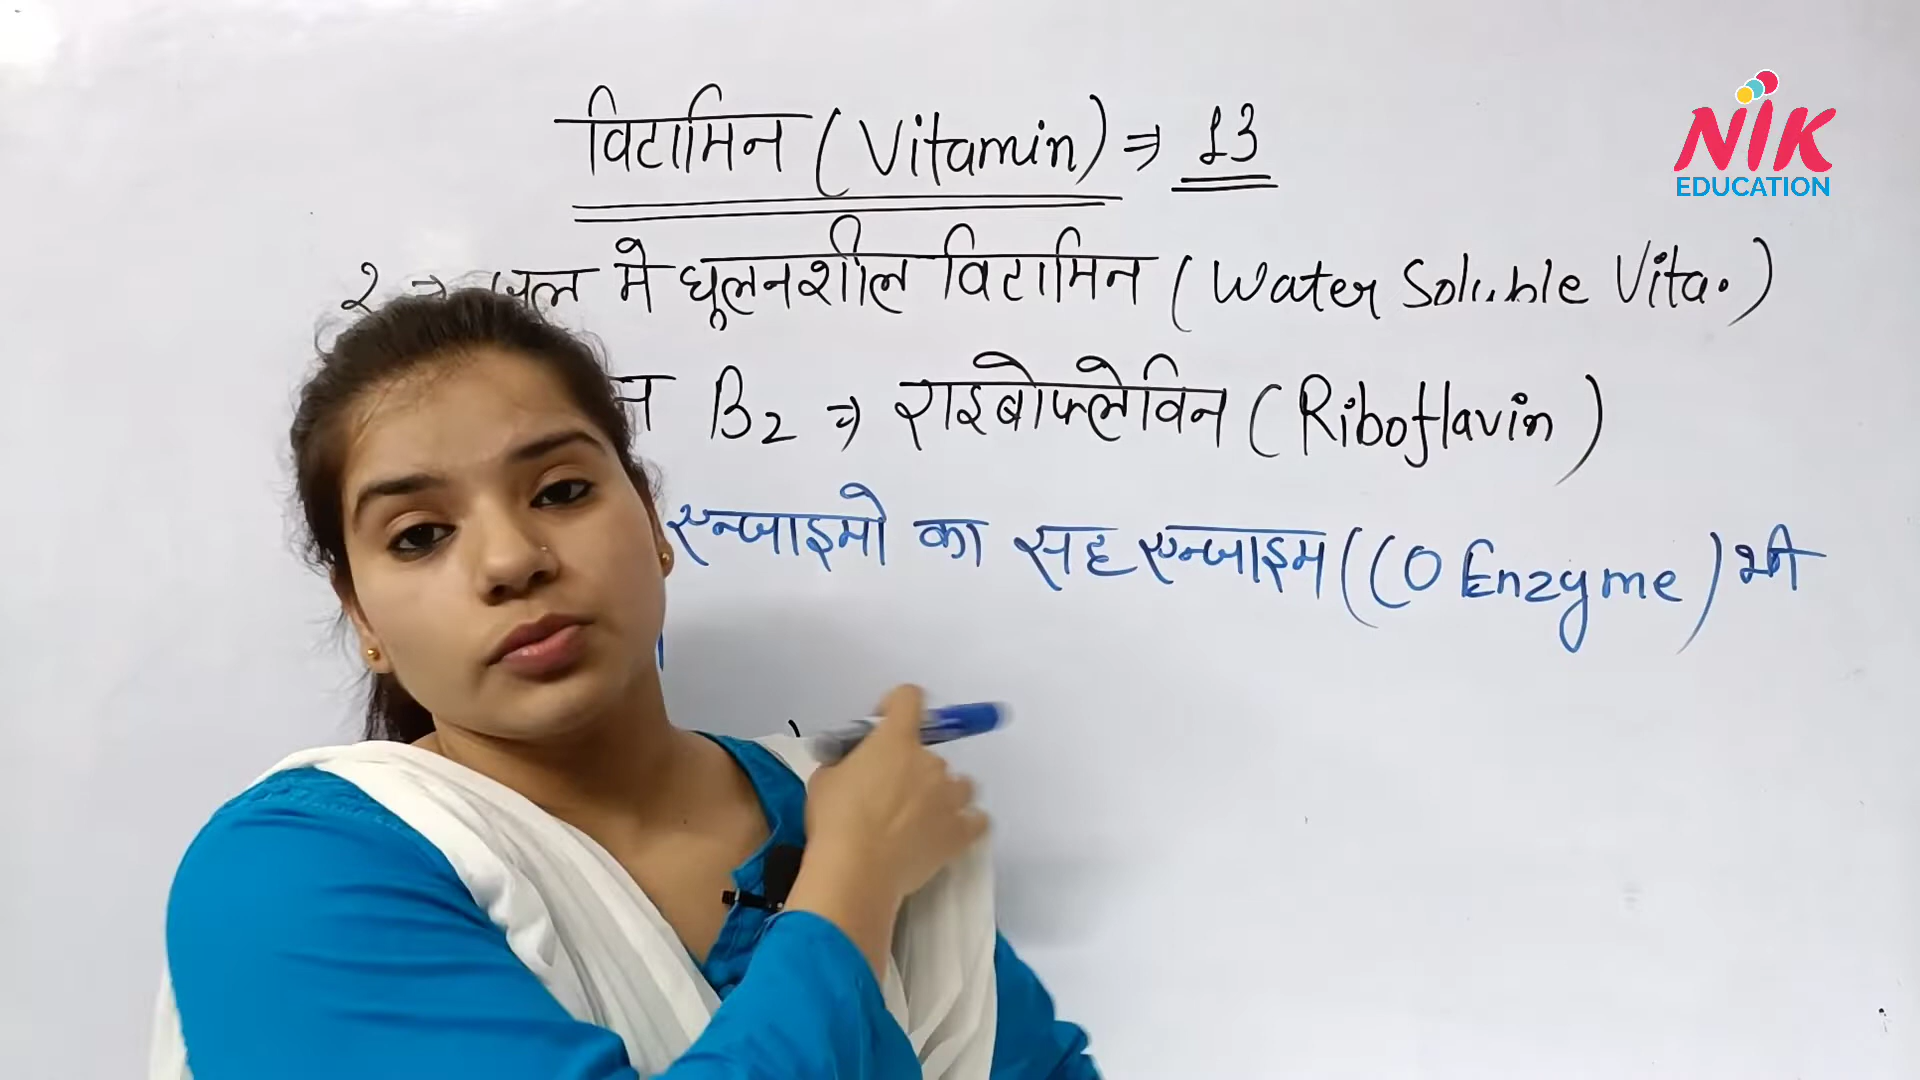 विटामिन (Vitamin) ⇒ 13
NIK
EDUCATION
2 → जल मे घूलनशील विटामिन (Water Soluble Vita.)
न B2 ⇒ राइबोफ्लेविन (Riboflavin)
एन्जाइमो का सह एन्जाइम (CO Enzyme) भी